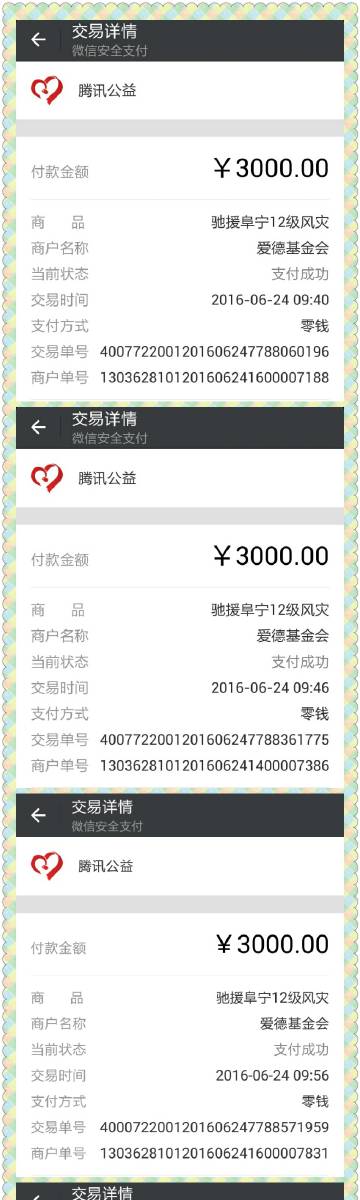 交易详情
微信安全支付
腾讯公益
付款金额 ￥3000.00
商品 驰援阜宁12级风灾
商户名称 爱德基金会
当前状态 支付成功
交易时间 2016-06-24 09:40
支付方式 零钱
交易单号 4007722001201606247788060196
商户单号 1303628101201606241600007188
交易详情
微信安全支付
腾讯公益
付款金额 ￥3000.00
商品 驰援阜宁12级风灾
商户名称 爱德基金会
当前状态 支付成功
交易时间 2016-06-24 09:46
支付方式 零钱
交易单号 4007722001201606247788361775
商户单号 1303628101201606241400007386
交易详情
微信安全支付
腾讯公益
付款金额 ￥3000.00
商品 驰援阜宁12级风灾
商户名称 爱德基金会
当前状态 支付成功
交易时间 2016-06-24 09:56
支付方式 零钱
交易单号 4000722001201606247788571959
商户单号 1303628101201606241600007831
交易详情